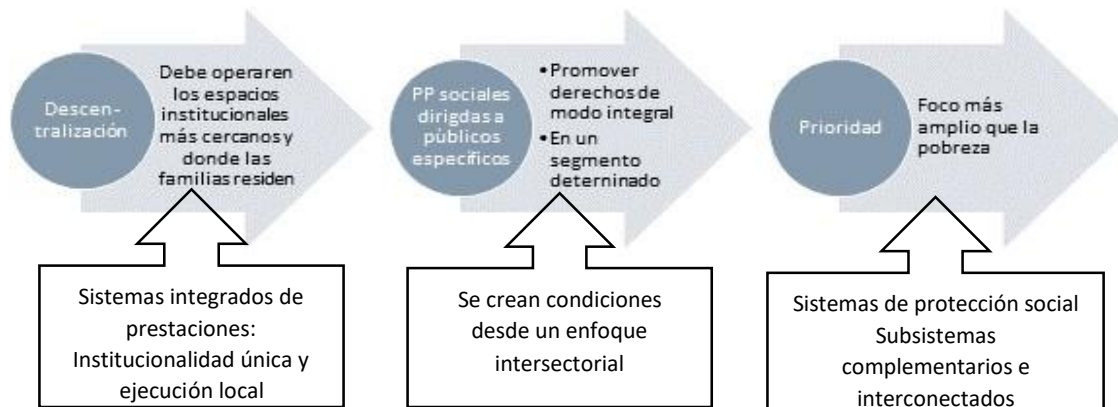 Descen-
tralización
Debe operaren
los espacios
institucionales
más cercanos y
donde las
familias residen
PP sociales
dirigdas a
públicos
específicos
•Promover
derechos de
modo integral
•En un
segmento
deterninado
Prioridad
Foco más
amplio que la
pobreza
Sistemas integrados de
prestaciones:
Institucionalidad única y
ejecución local
Se crean condiciones
desde un enfoque
intersectorial
Sistemas de protección social
Subsistemas
complementarios e
interconectados